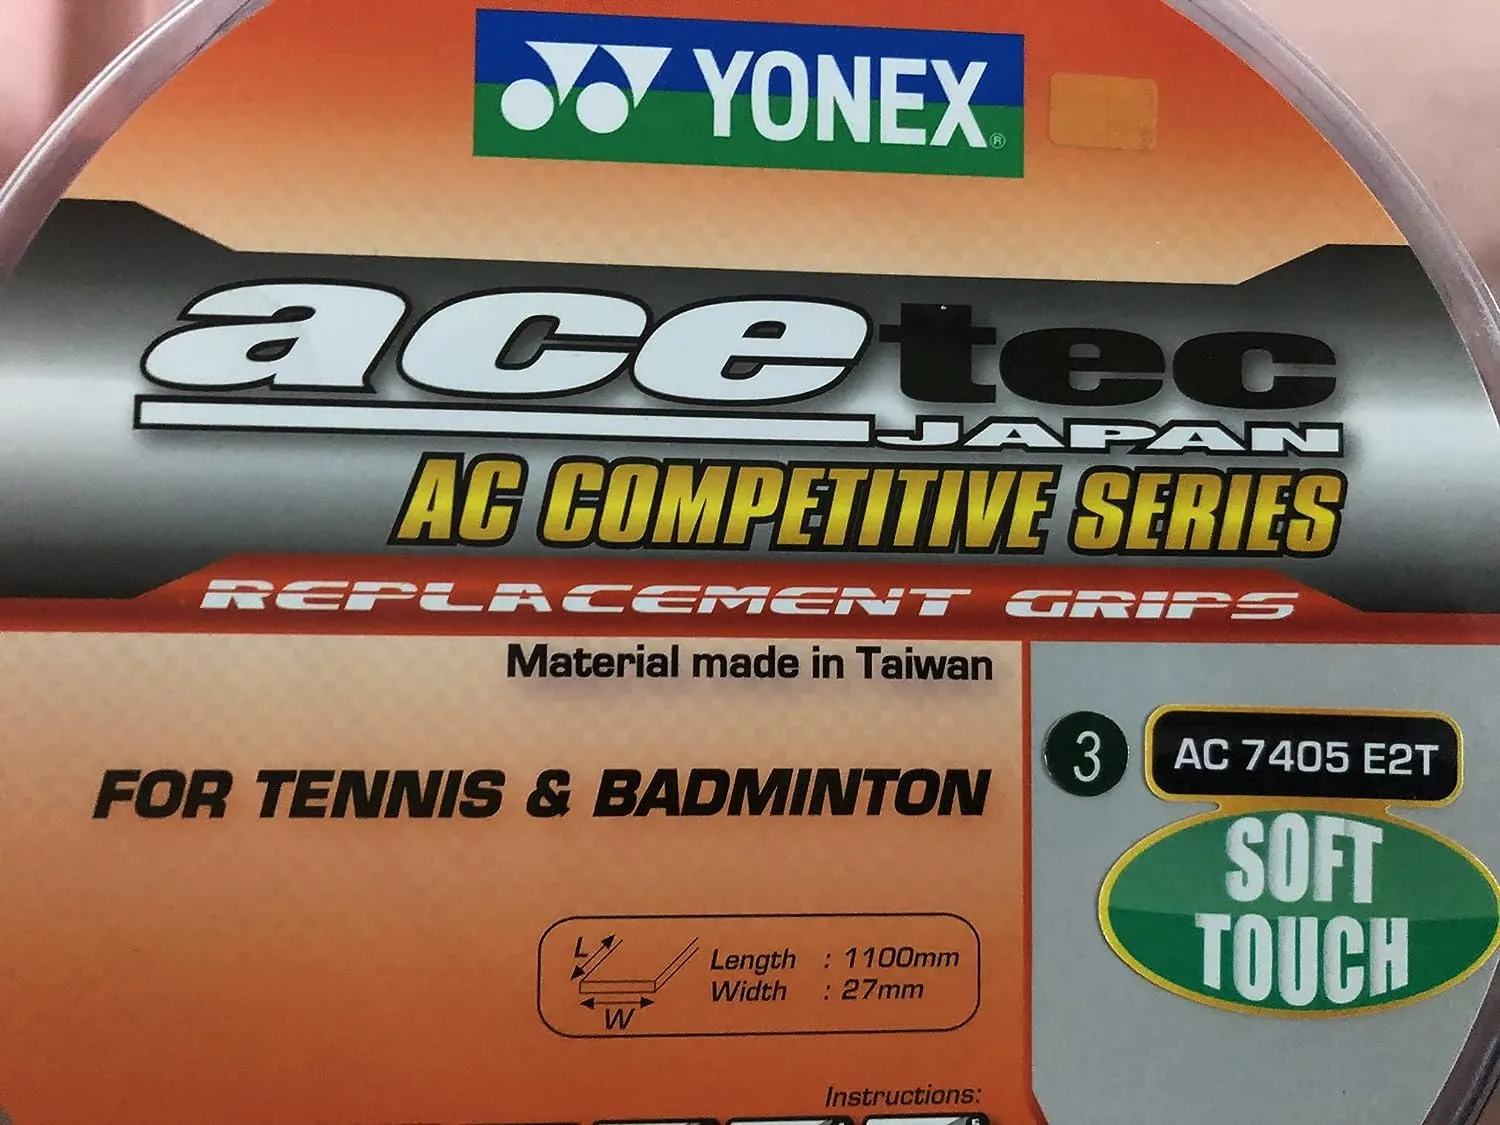 YONEX®
acetec
JAPAN
AC COMPETITIVE SERIES
REPLACEMENT GRIPS
Material made in Taiwan
FOR TENNIS & BADMINTON
3
AC 7405 E2T
SOFT
TOUCH
L
W
Length : 1100mm
Width : 27mm
Instructions: